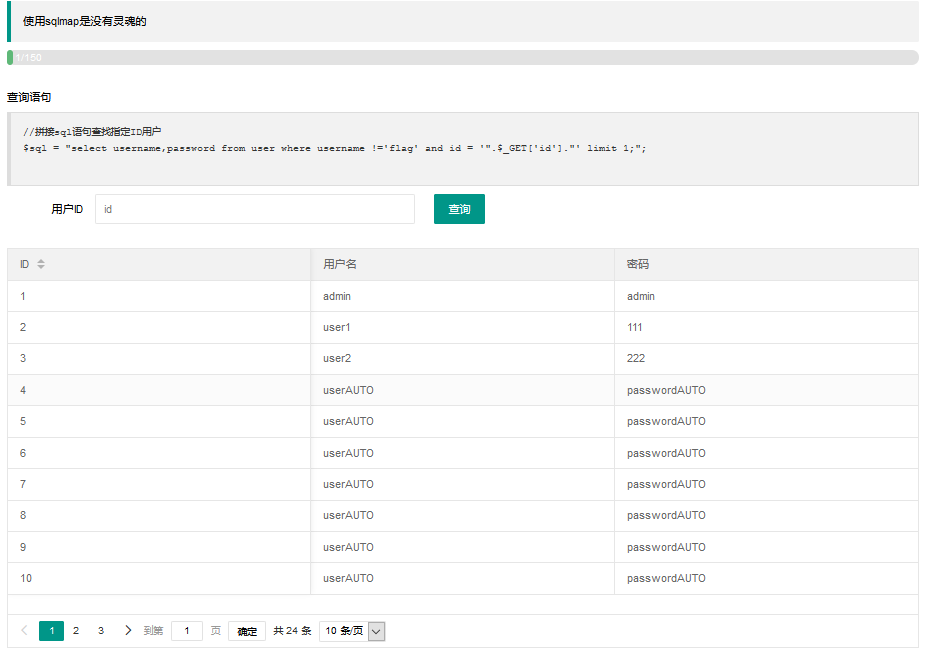 使用sqlmap是没有灵魂的
1/150
查询语句
//拼接sql语句查找指定ID用户
$sql = "select username,password from user where username !='flag' and id = '".$_GET['id']."' limit 1;";
用户ID id 查询
ID 用户名 密码
1 admin admin
2 user1 111
3 user2 222
4 userAUTO passwordAUTO
5 userAUTO passwordAUTO
6 userAUTO passwordAUTO
7 userAUTO passwordAUTO
8 userAUTO passwordAUTO
9 userAUTO passwordAUTO
10 userAUTO passwordAUTO
1 2 3 到第 1 页 确定 共 24 条 10 条/页